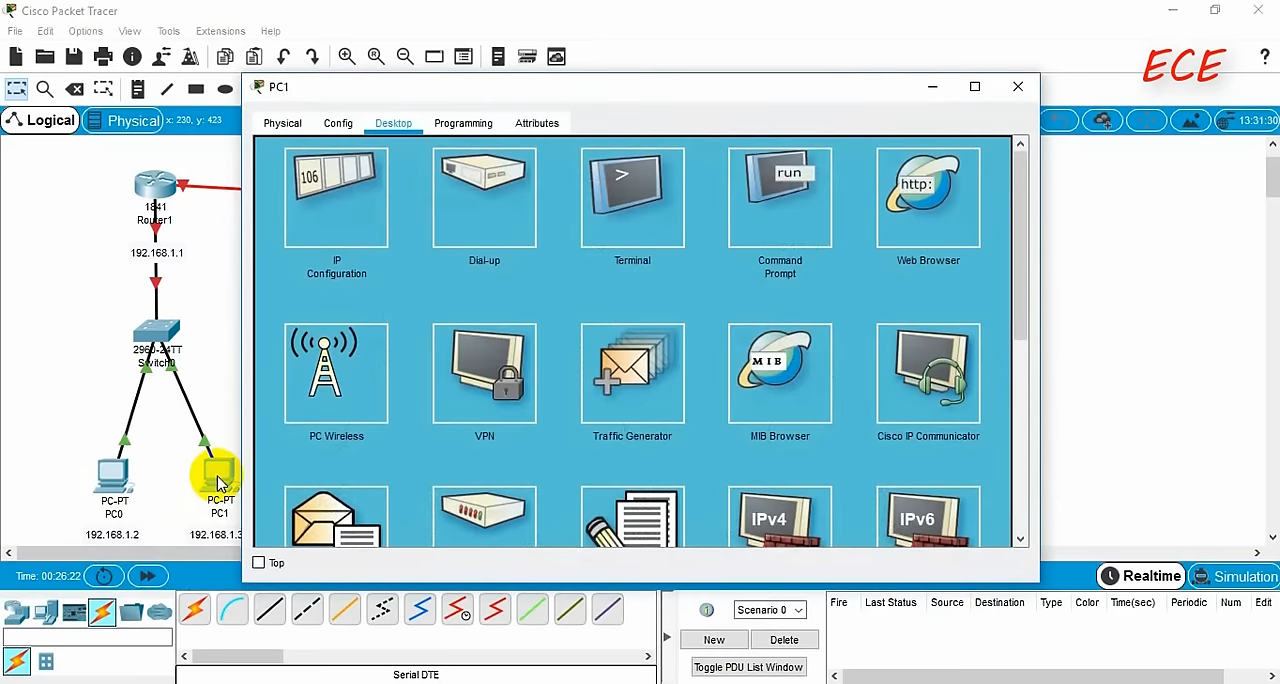 Cisco Packet Tracer
File Edit Options View Tools Extensions Help
ECE
?
PC1
Logical
Physical
x: 230, y: 423
13:31:30
Physical Config Desktop Programming Attributes
106
>
run
http:
IP Configuration
Dial-up
Terminal
Command Prompt
Web Browser
1841
Router1
192.168.1.1
2960-24TT
Switch0
MIB
PC Wireless
VPN
Traffic Generator
MIB Browser
Cisco IP Communicator
IPv4
IPv6
PC-PT
PC0
192.168.1.2
PC-PT
PC1
192.168.1.3
Top
Time: 00:26:22
Realtime
Simulation
Scenario 0
New
Delete
Toggle PDU List Window
Fire Last Status Source Destination Type Color Time(sec) Periodic Num Edit
Serial DTE